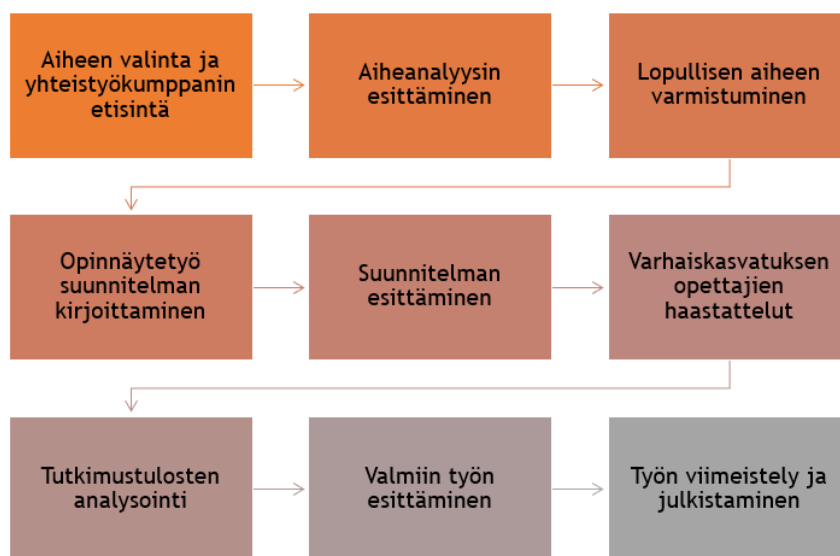 Aiheen valinta ja
yhteistyökumppanin
etisintä
Aiheanalyysin
esittäminen
Lopullisen aiheen
varmistuminen
Opinnäytetyö
suunnitelman
kirjoittaminen
Suunnitelman
esittäminen
Varhaiskasvatuksen
opettajien
haastattelut
Tutkimustulosten
analysointi
Valmiin työn
esittäminen
Työn viimeistely ja
julkistaminen